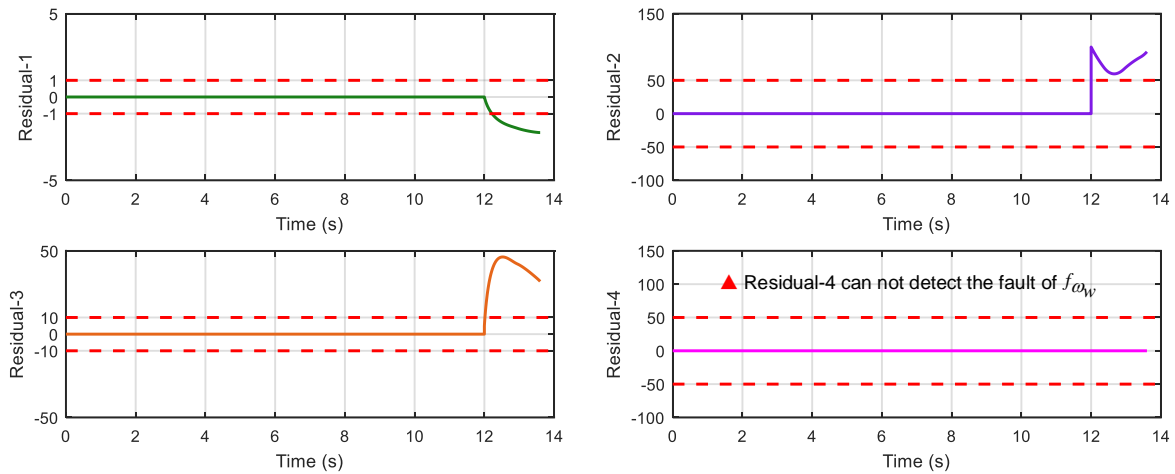 5
1
0
-1
-5
Residual-1
0 2 4 6 8 10 12 14
Time (s)
150
100
50
0
-50
-100
Residual-2
0 2 4 6 8 10 12 14
Time (s)
50
10
0
-10
-50
Residual-3
0 2 4 6 8 10 12 14
Time (s)
150
100
50
0
-50
-100
Residual-4
▲ Residual-4 can not detect the fault of f_{ω_w}
0 2 4 6 8 10 12 14
Time (s)